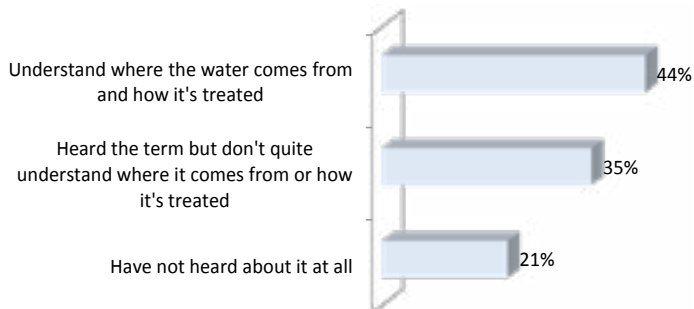 Understand where the water comes from
and how it's treated
44%
Heard the term but don't quite
understand where it comes from or how
it's treated
35%
Have not heard about it at all
21%